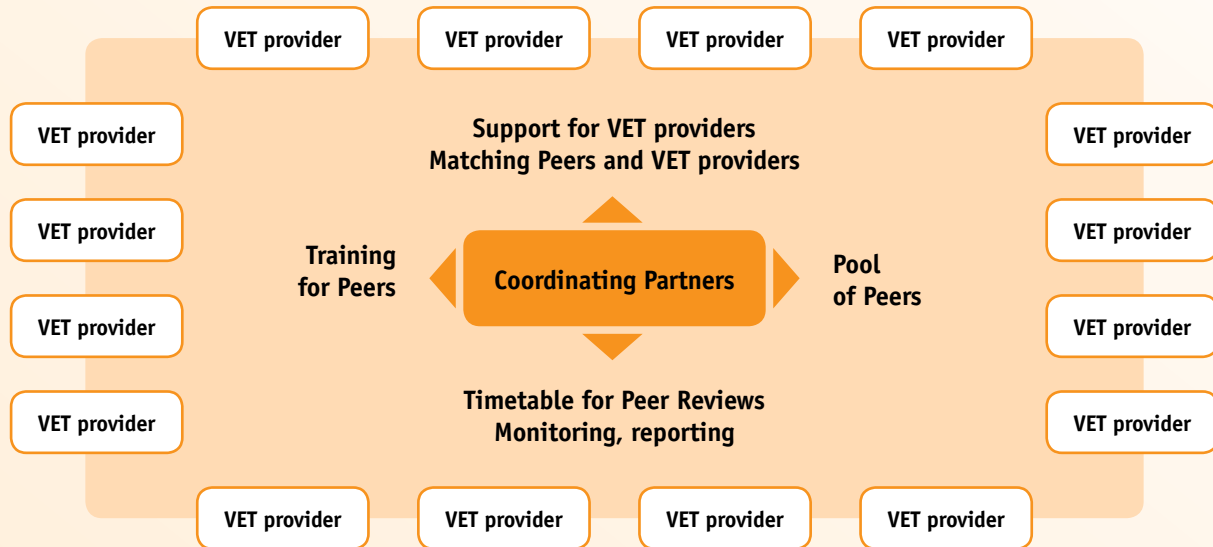 VET provider
VET provider
VET provider
VET provider
VET provider
VET provider
VET provider
VET provider
Support for VET providers
Matching Peers and VET providers
Training
for Peers
Coordinating Partners
Pool
of Peers
Timetable for Peer Reviews
Monitoring, reporting
VET provider
VET provider
VET provider
VET provider
VET provider
VET provider
VET provider
VET provider